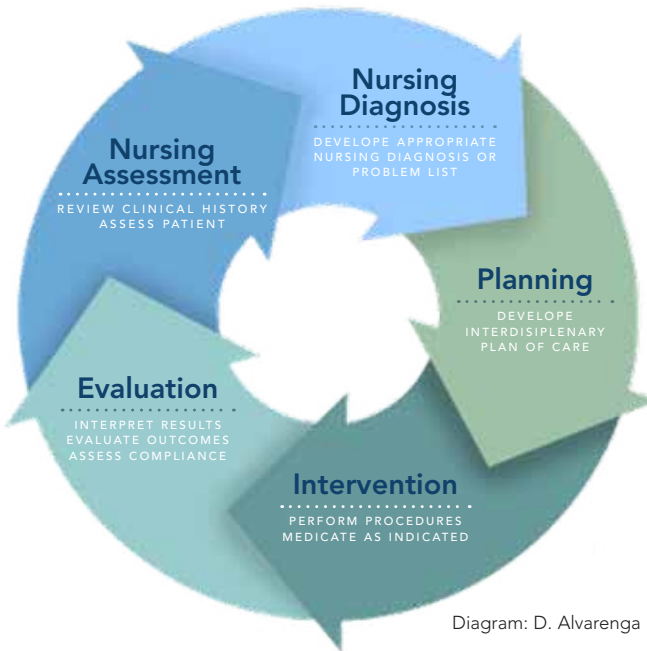 Nursing
Diagnosis
DEVELOPE APPROPRIATE
NURSING DIAGNOSIS OR
PROBLEM LIST
Nursing
Assessment
REVIEW CLINICAL HISTORY
ASSESS PATIENT
Planning
DEVELOPE
INTERDISIPLENARY
PLAN OF CARE
Evaluation
INTERPRET RESULTS
EVALUATE OUTCOMES
ASSESS COMPLIANCE
Intervention
PERFORM PROCEDURES
MEDICATE AS INDICATED
Diagram: D. Alvarenga